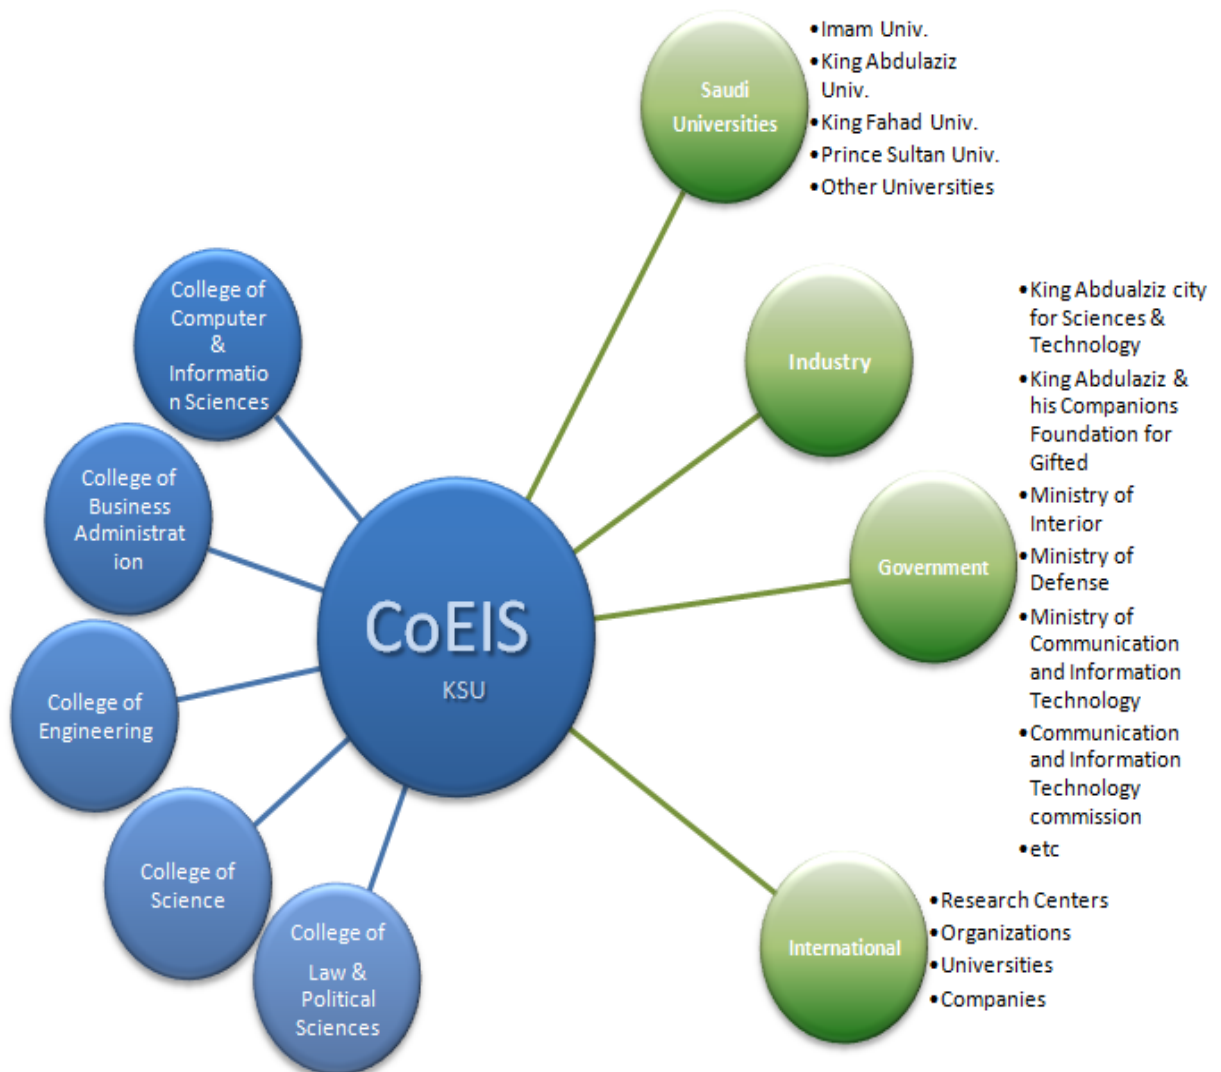 Saudi
Universities
•Imam Univ.
•King Abdulaziz
Univ.
•King Fahad Univ.
•Prince Sultan Univ.
•Other Universities
College of
Computer
&
Informatio
n Sciences
Industry
College of
Business
Administrat
ion
•King Abdualziz city
for Sciences &
Technology
•King Abdulaziz &
his Companions
Foundation for
Gifted
•Ministry of
Interior
•Ministry of
Defense
•Ministry of
Communication
and Information
Technology
•Communication
and Information
Technology
commission
•etc
Government
CoEIS
KSU
College of
Engineering
College of
Science
College of
Law &
Political
Sciences
International
•Research Centers
•Organizations
•Universities
•Companies